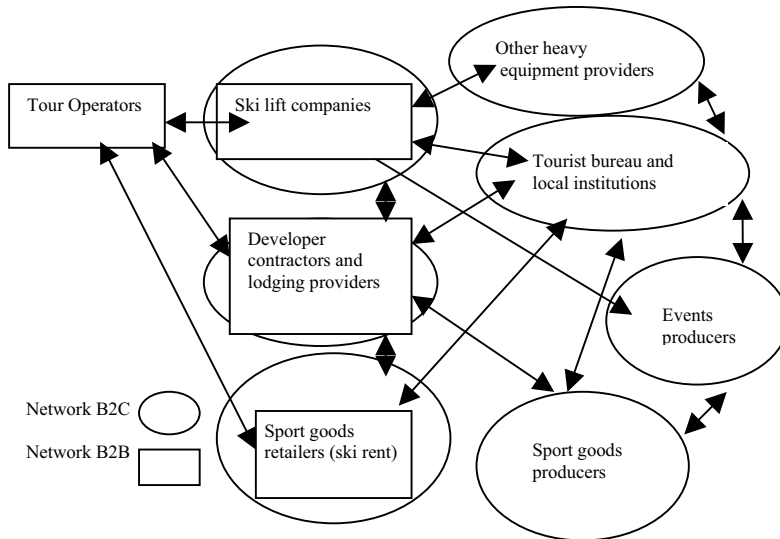 Other heavy
equipment providers
Tour Operators
Ski lift companies
Tourist bureau and
local institutions
Developer
contractors and
lodging providers
Events
producers
Network B2C
Network B2B
Sport goods
retailers (ski rent)
Sport goods
producers